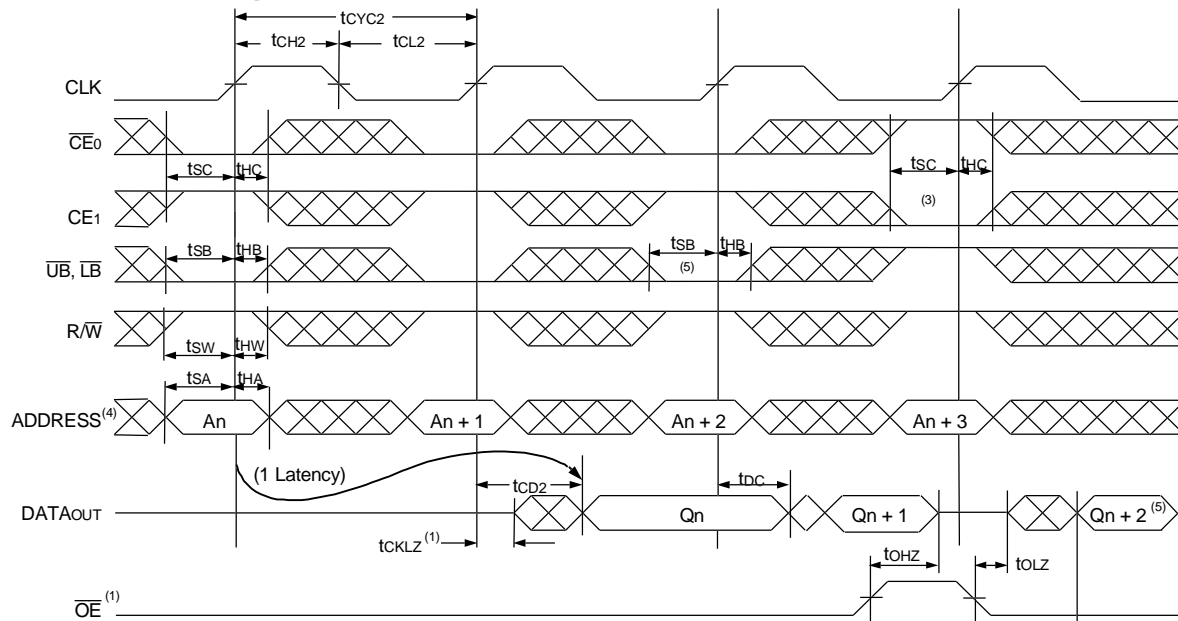 tCYC2
tCH2 tCL2
CLK
CE0
tSC tHC tSC tHC
CE1 (3)
tSB tHB tSB tHB
UB, LB (5)
R/W
tSW tHW
tSA tHA
ADDRESS(4) An An + 1 An + 2 An + 3
(1 Latency) tCD2 tDC
DATAOUT Qn Qn + 1 Qn + 2(5)
tCKLZ(1)
tOHZ tOLZ
OE(1)